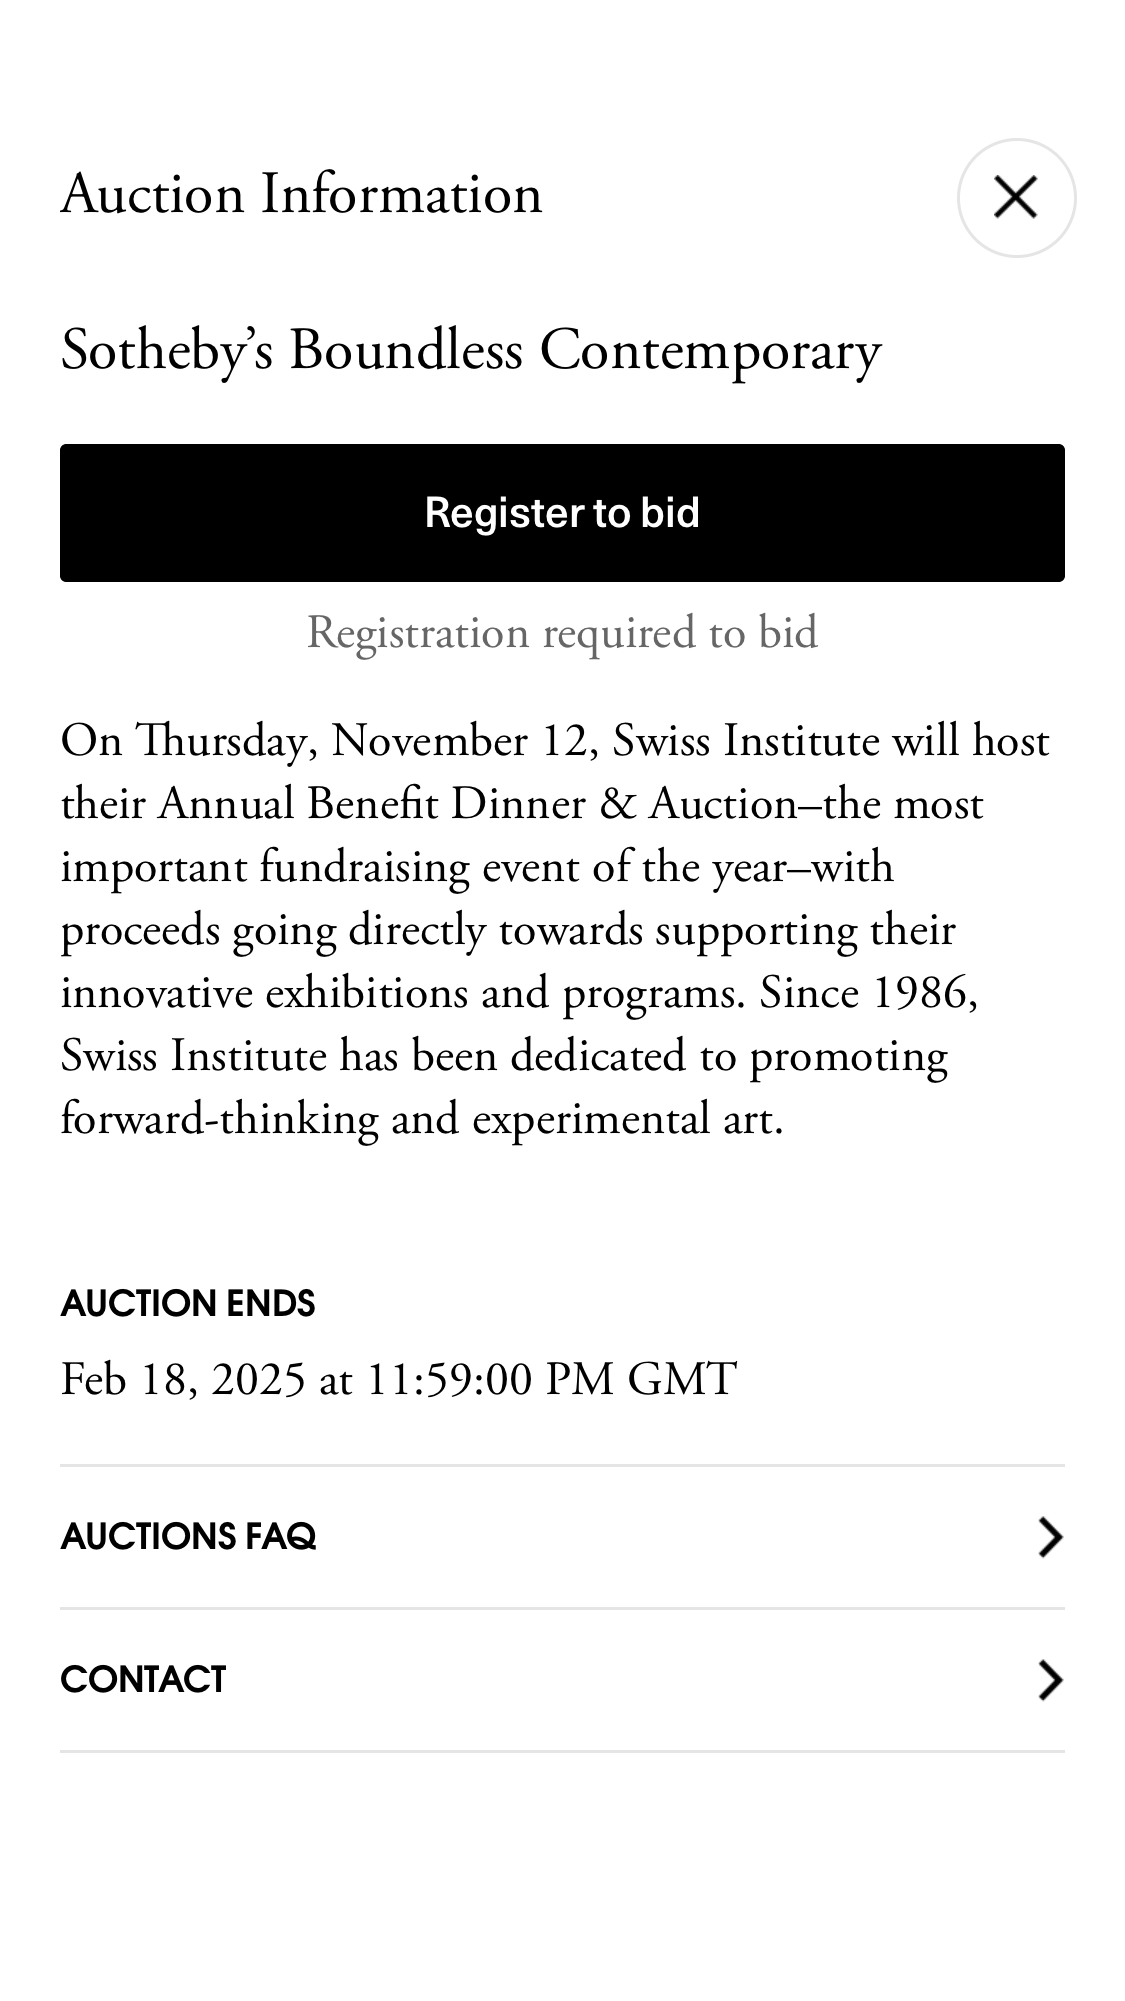 Auction Information
Sotheby’s Boundless Contemporary
Register to bid
Registration required to bid
On Thursday, November 12, Swiss Institute will host
their Annual Benefit Dinner & Auction–the most
important fundraising event of the year–with
proceeds going directly towards supporting their
innovative exhibitions and programs. Since 1986,
Swiss Institute has been dedicated to promoting
forward-thinking and experimental art.
AUCTION ENDS
Feb 18, 2025 at 11:59:00 PM GMT
AUCTIONS FAQ
CONTACT